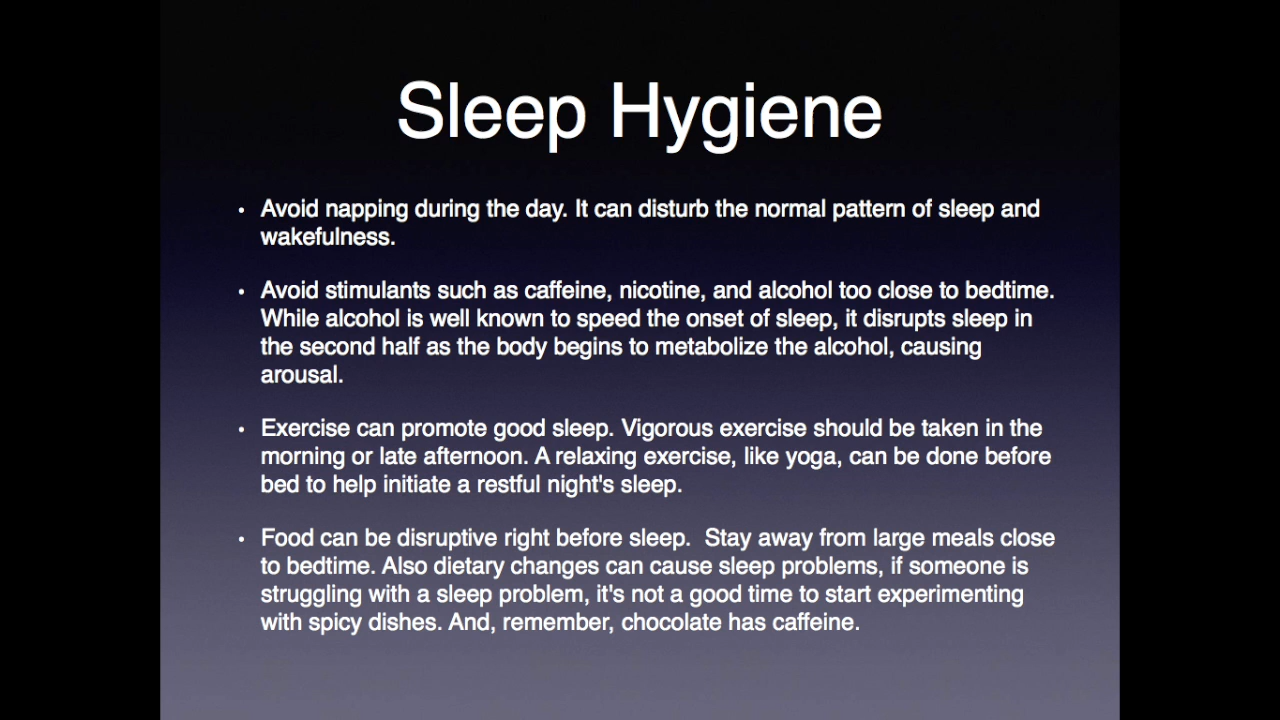 Sleep Hygiene
• Avoid napping during the day. It can disturb the normal pattern of sleep and
wakefulness.
• Avoid stimulants such as caffeine, nicotine, and alcohol too close to bedtime.
While alcohol is well known to speed the onset of sleep, it disrupts sleep in
the second half as the body begins to metabolize the alcohol, causing
arousal.
• Exercise can promote good sleep. Vigorous exercise should be taken in the
morning or late afternoon. A relaxing exercise, like yoga, can be done before
bed to help initiate a restful night's sleep.
• Food can be disruptive right before sleep.  Stay away from large meals close
to bedtime. Also dietary changes can cause sleep problems, if someone is
struggling with a sleep problem, it's not a good time to start experimenting
with spicy dishes. And, remember, chocolate has caffeine.